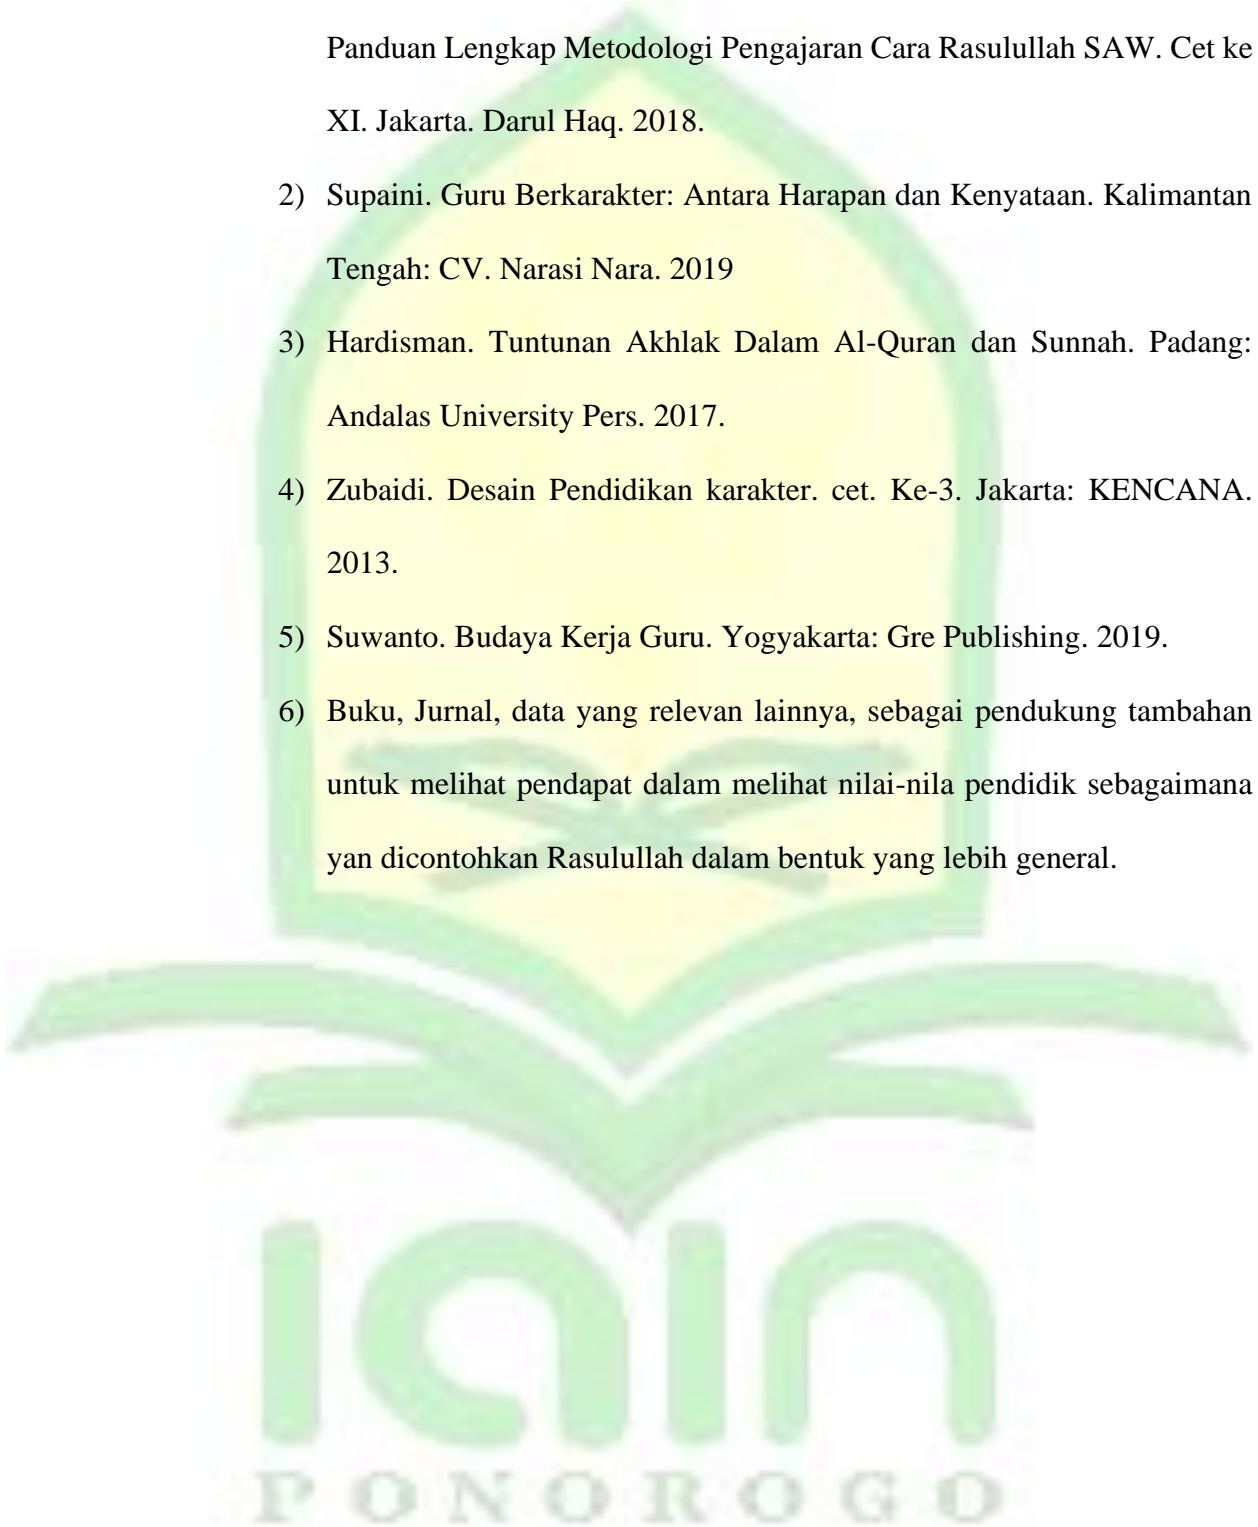 Panduan Lengkap Metodologi Pengajaran Cara Rasulullah SAW. Cet ke
XI. Jakarta. Darul Haq. 2018.
2) Supaini. Guru Berkarakter: Antara Harapan dan Kenyataan. Kalimantan
Tengah: CV. Narasi Nara. 2019
3) Hardisman. Tuntunan Akhlak Dalam Al-Quran dan Sunnah. Padang:
Andalas University Pers. 2017.
4) Zubaidi. Desain Pendidikan karakter. cet. Ke-3. Jakarta: KENCANA.
2013.
5) Suwanto. Budaya Kerja Guru. Yogyakarta: Gre Publishing. 2019.
6) Buku, Jurnal, data yang relevan lainnya, sebagai pendukung tambahan
untuk melihat pendapat dalam melihat nilai-nila pendidik sebagaimana
yan dicontohkan Rasulullah dalam bentuk yang lebih general.
iain
PONOROGO